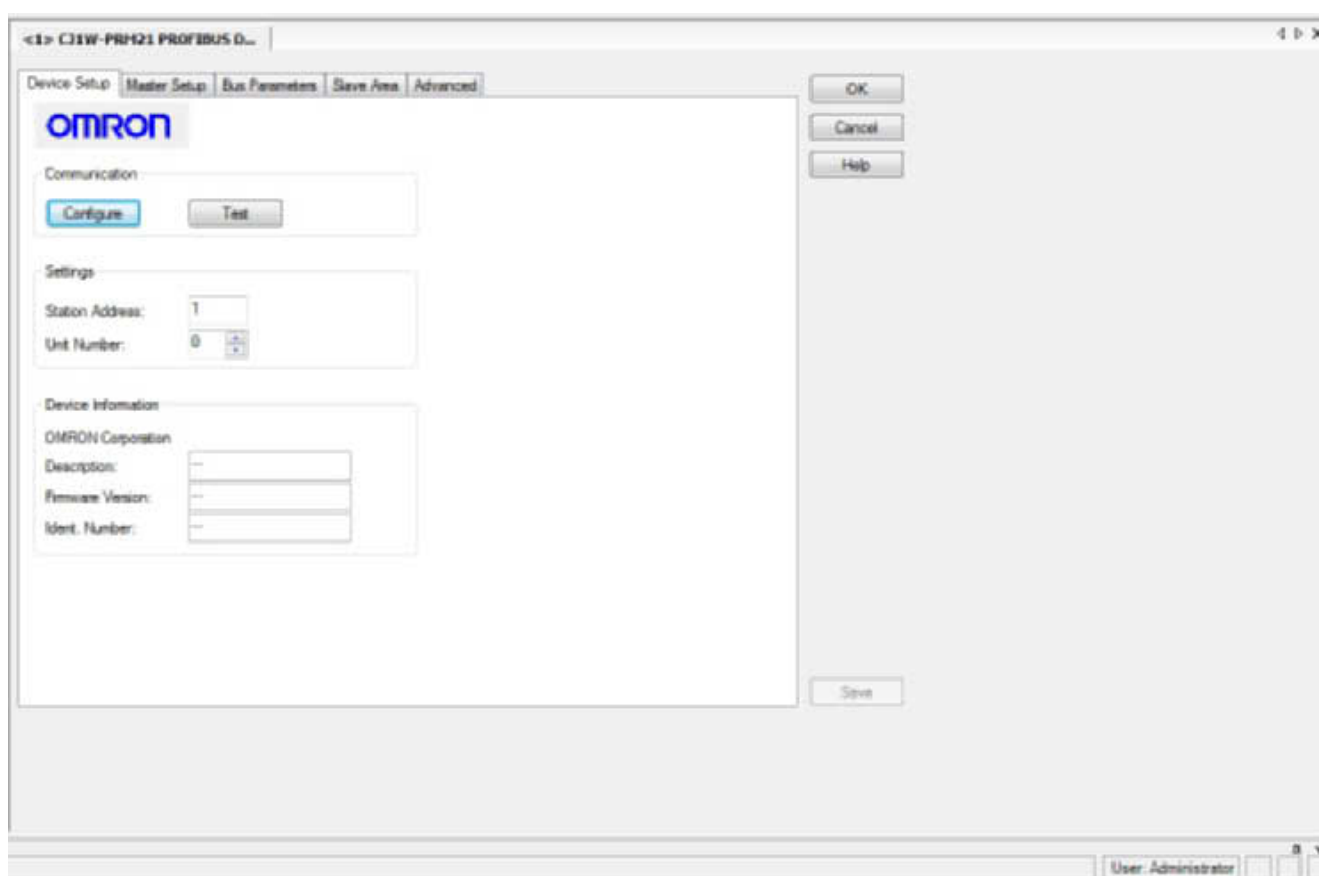 <1> CJ1W-PRM21 PROFIBUS D...
Device Setup Master Setup Bus Parameters Slave Area Advanced
OK
OMRON
Cancel
Help
Communication
Configure Test
Settings
Station Address: 1
Unit Number: 0
Device Information
OMRON Corporation
Description: ---
Firmware Version: ---
Ident. Number: ---
Save
User: Administrator